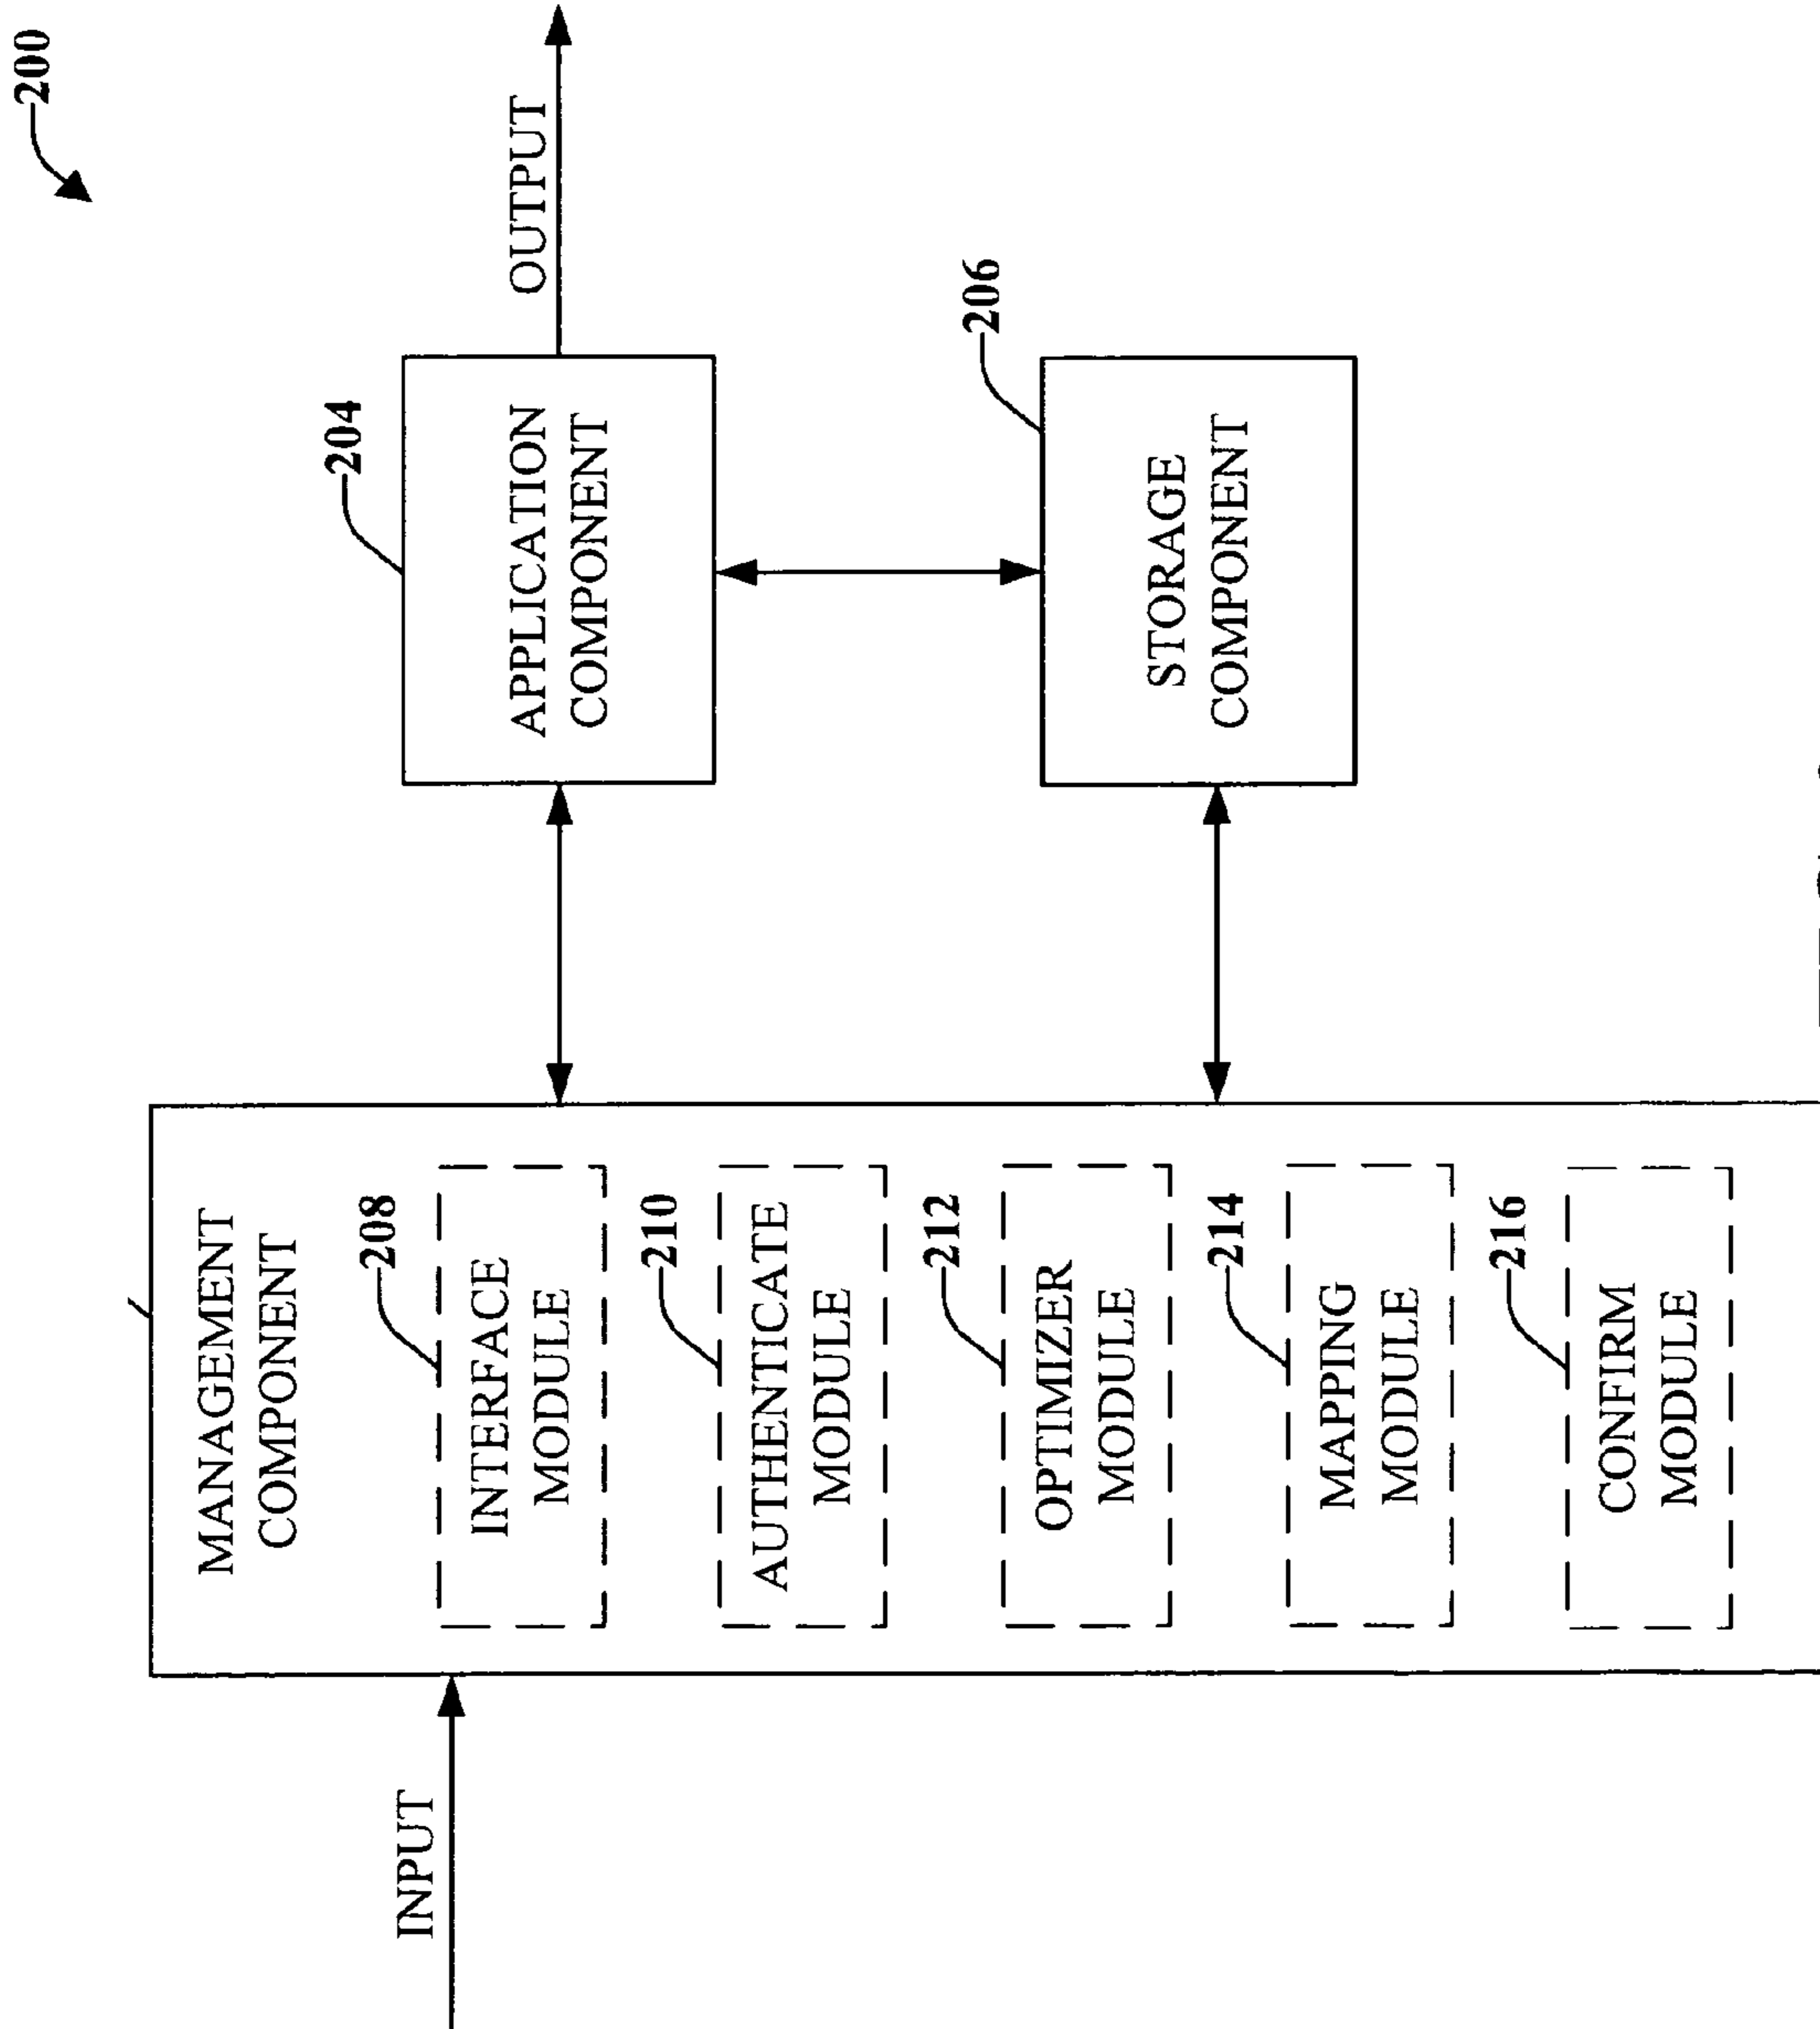 200
INPUT
MANAGEMENT
COMPONENT
208
INTERFACE
MODULE
210
AUTHENTICATE
MODULE
212
OPTIMIZER
MODULE
214
MAPPING
MODULE
216
CONFIRM
MODULE
204
APPLICATION
COMPONENT
OUTPUT
206
STORAGE
COMPONENT